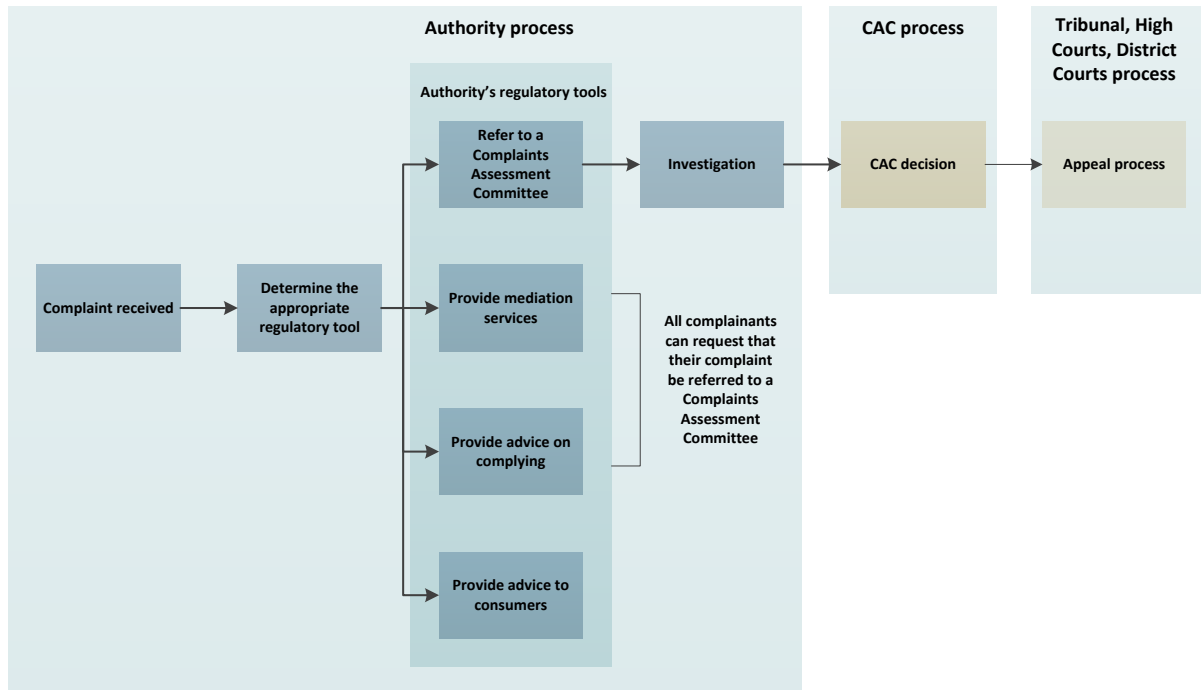 Authority process
CAC process
Tribunal, High
Courts, District
Courts process
Authority's regulatory tools
Refer to a
Complaints
Assessment
Committee
Investigation
CAC decision
Appeal process
Complaint received
Determine the
appropriate
regulatory tool
Provide mediation
services
All complainants
can request that
their complaint
be referred to a
Complaints
Assessment
Committee
Provide advice on
complying
Provide advice to
consumers